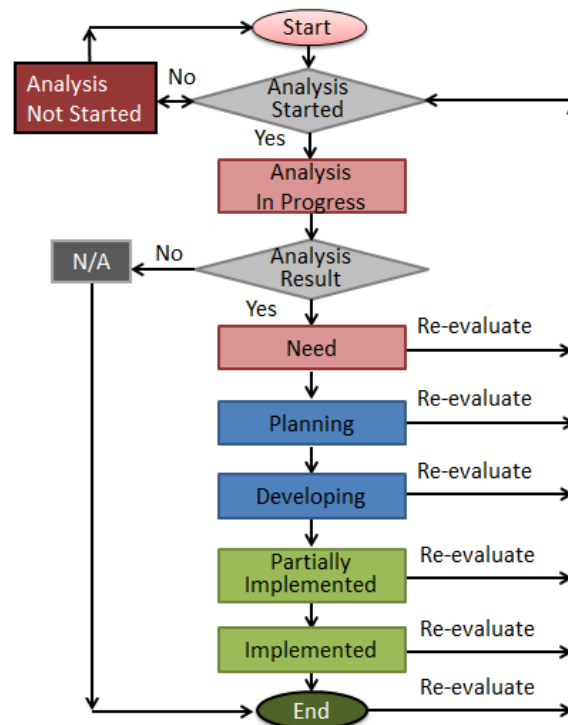 Start
Analysis
Not Started
No
Analysis
Started
Yes
Analysis
In Progress
N/A
No
Analysis
Result
Yes
Need
Re-evaluate
Planning
Re-evaluate
Developing
Re-evaluate
Partially
Implemented
Re-evaluate
Implemented
Re-evaluate
End
Re-evaluate